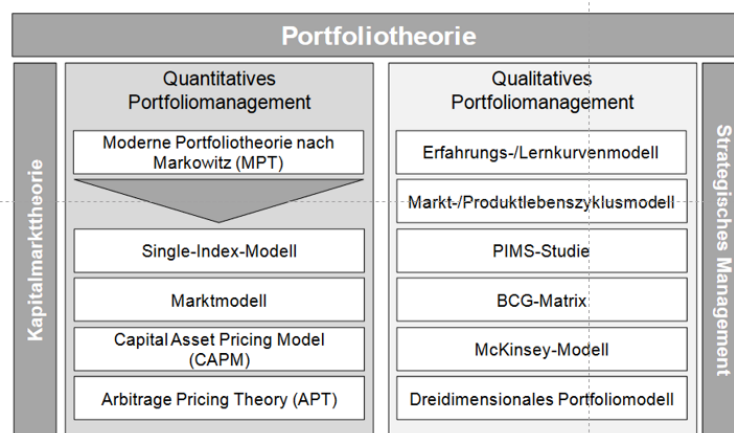 Portfoliotheorie
Kapitalmarkttheorie
Quantitatives
Portfoliomanagement
Moderne Portfoliotheorie nach
Markowitz (MPT)
Single-Index-Modell
Marktmodell
Capital Asset Pricing Model
(CAPM)
Arbitrage Pricing Theory (APT)
Qualitatives
Portfoliomanagement
Erfahrungs-/Lernkurvenmodell
Markt-/Produktlebenszyklusmodell
PIMS-Studie
BCG-Matrix
McKinsey-Modell
Dreidimensionales Portfoliomodell
Strategisches Management